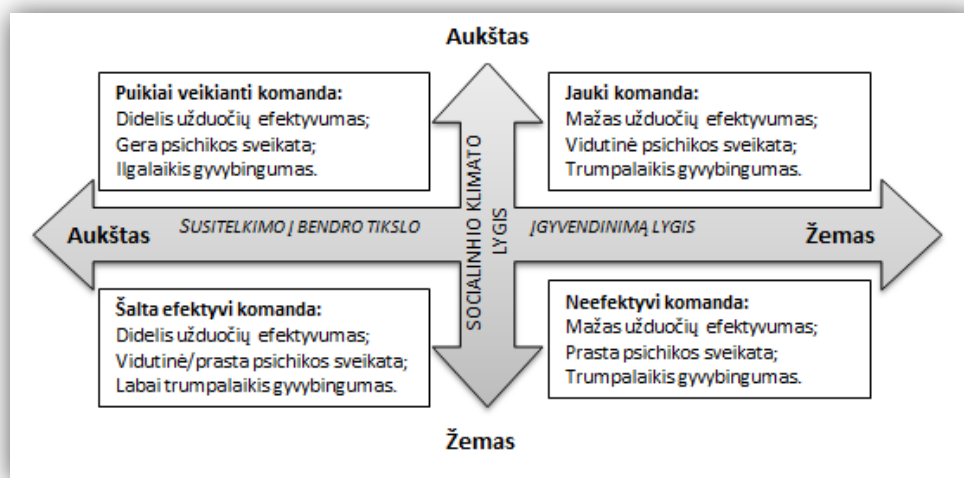 Aukštas
Puikiai veikianti komanda:
Didelis užduočių efektyvumas;
Gera psichikos sveikata;
Ilgalaikis gyvybingumas.
Jauki komanda:
Mažas užduočių efektyvumas;
Vidutinė psichikos sveikata;
Trumpalaikis gyvybingumas.
SOCIALINHIO KLIMATO
LYGIS
Aukštas
SUSITELKIMO Į BENDRO TIKSLO
ĮGYVENDINIMĄ LYGIS
Žemas
Šalta efektyvi komanda:
Didelis užduočių efektyvumas;
Vidutinė/prasta psichikos sveikata;
Labai trumpalaikis gyvybingumas.
Neefektyvi komanda:
Mažas užduočių efektyvumas;
Prasta psichikos sveikata;
Trumpalaikis gyvybingumas.
Žemas